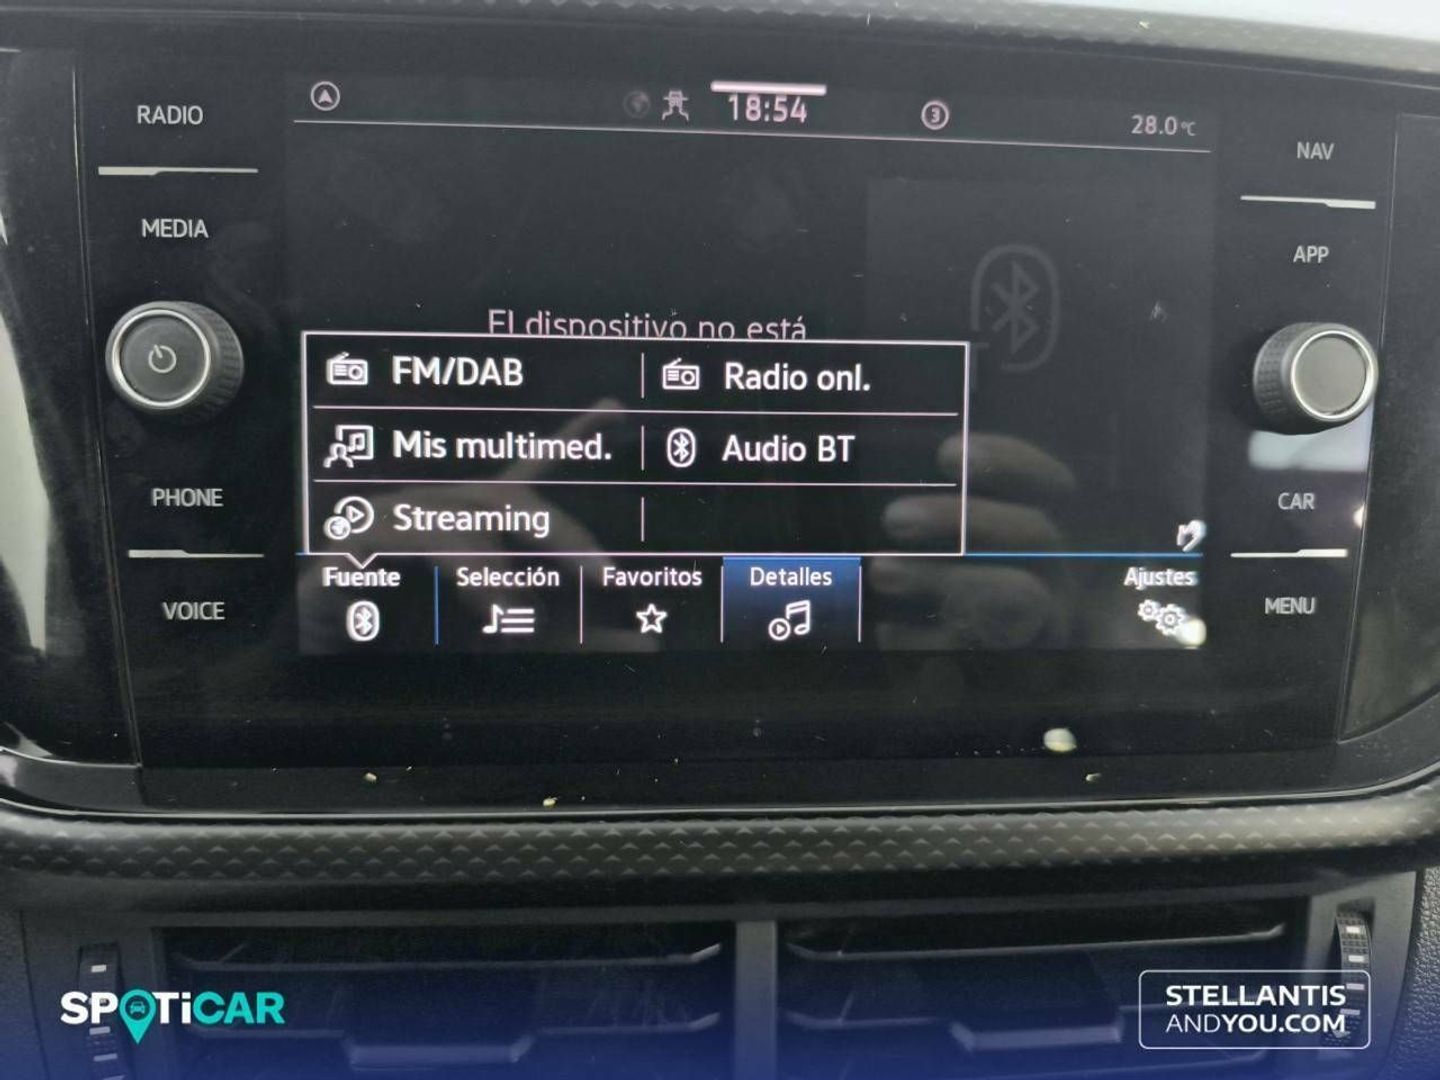 RADIO
MEDIA
PHONE
VOICE
18:54
3
28.0°C
NAV
APP
CAR
MENU
El dispositivo no está
FM/DAB
Radio onl.
Mis multimed.
Audio BT
Streaming
Fuente
Selección
Favoritos
Detalles
Ajustes
SPOTiCAR
STELLANTIS
ANDYOU.COM